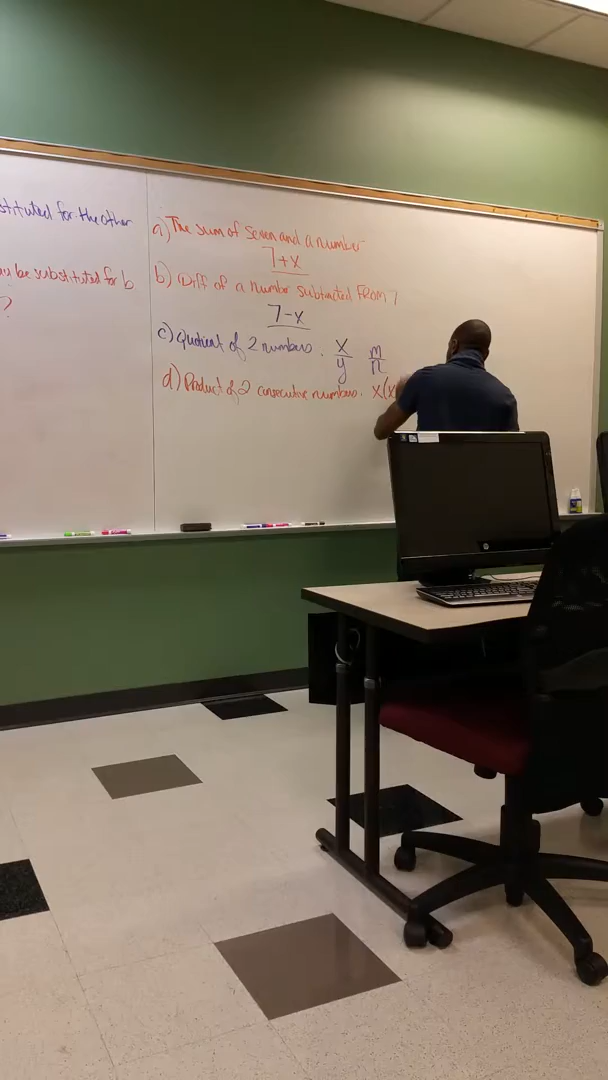 stituted for the other
be substituted for b
?
a) The sum of seven and a number
7+x
b) Diff of a number subtracted FROM 7
7-x
c) Quotient of 2 numbers. x/y m/n
d) Product of 2 consecutive numbers. x(x
hp